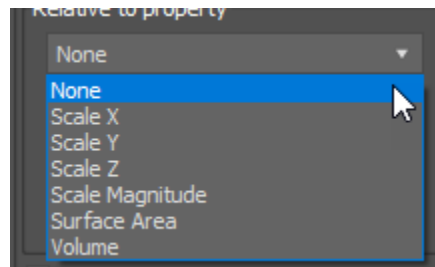 Relative to property
None
None
Scale X
Scale Y
Scale Z
Scale Magnitude
Surface Area
Volume